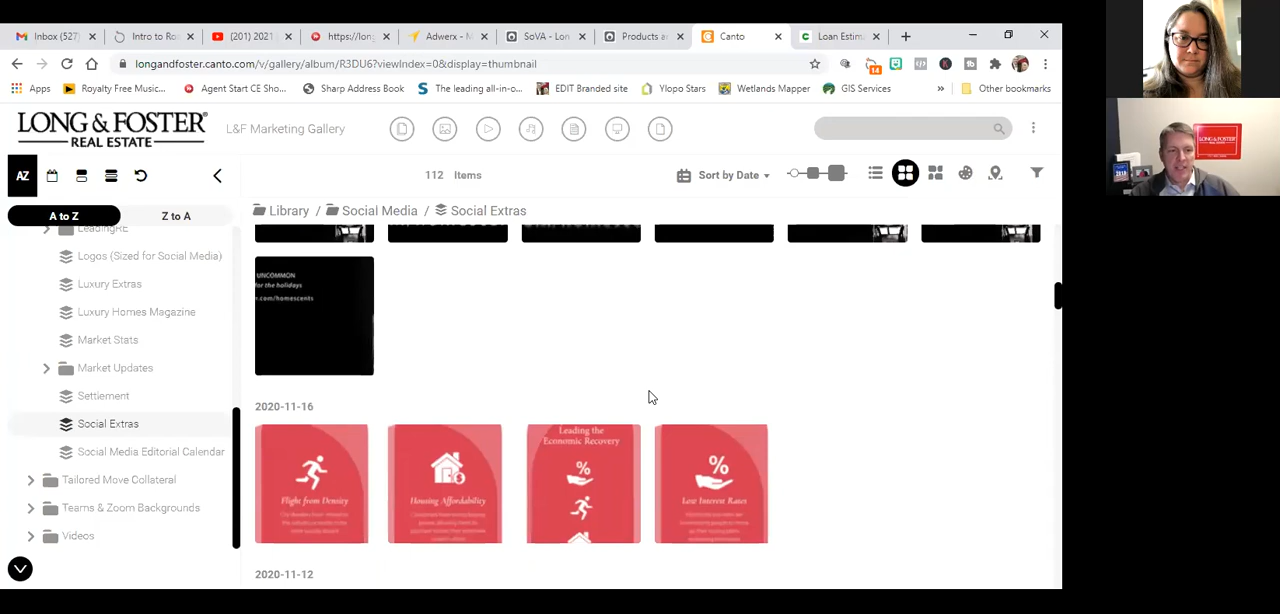 Inbox (527)
Intro to Ro
(201) 2021
https://long
Adwerx - M
SoVA - Lon
Products a
Canto
Loan Estim
longandfoster.canto.com/v/gallery/album/R3DU6?viewIndex=0&display=thumbnail
14
Apps
Royalty Free Music...
Agent Start CE Sho...
Sharp Address Book
The leading all-in-o...
EDIT Branded site
Ylopo Stars
Wetlands Mapper
GIS Services
»
Other bookmarks
LONG & FOSTER
REAL ESTATE
L&F Marketing Gallery
AZ
112 Items
Sort by Date
A to Z
Z to A
Library / Social Media / Social Extras
LeadingRE
Logos (Sized for Social Media)
Luxury Extras
Luxury Homes Magazine
Market Stats
Market Updates
Settlement
Social Extras
Social Media Editorial Calendar
Tailored Move Collateral
Teams & Zoom Backgrounds
Videos
UNCOMMON
for the holidays
.com/homescents
2020-11-16
Flight from Density
Housing Affordability
Leading the
Economic Recovery
Low Interest Rates
2020-11-12
LONG & FOSTER